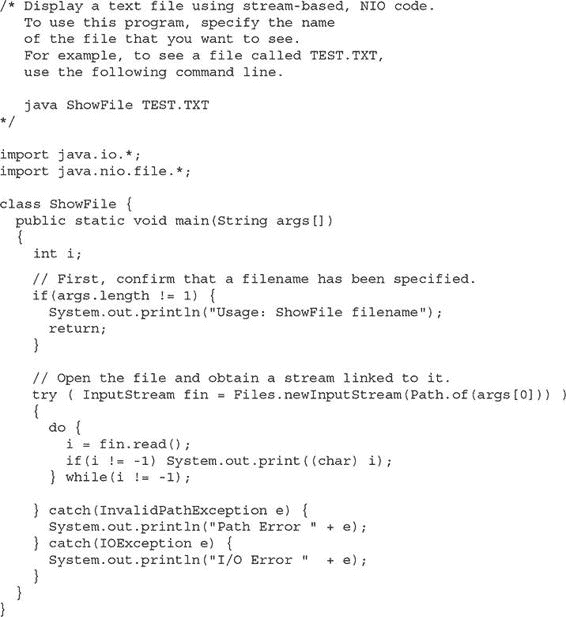 /* Display a text file using stream-based, NIO code.
   To use this program, specify the name
   of the file that you want to see.
   For example, to see a file called TEST.TXT,
   use the following command line.

   java ShowFile TEST.TXT
*/

import java.io.*;
import java.nio.file.*;

class ShowFile {
  public static void main(String args[])
  {
    int i;

    // First, confirm that a filename has been specified.
    if(args.length != 1) {
      System.out.println("Usage: ShowFile filename");
      return;
    }

    // Open the file and obtain a stream linked to it.
    try ( InputStream fin = Files.newInputStream(Path.of(args[0])) )
    {
      do {
        i = fin.read();
        if(i != -1) System.out.print((char) i);
      } while(i != -1);

    } catch(InvalidPathException e) {
      System.out.println("Path Error " + e);
    } catch(IOException e) {
      System.out.println("I/O Error "  + e);
    }
  }
}